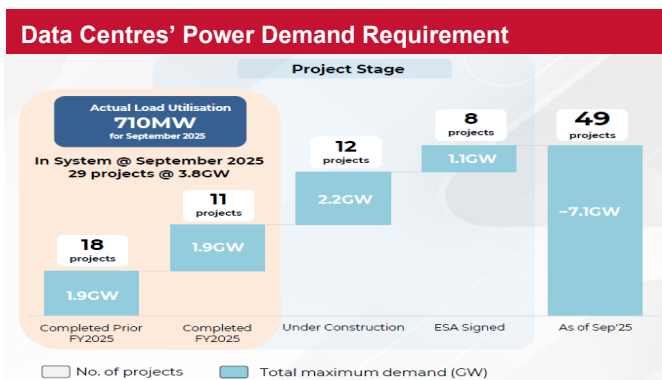 Data Centres' Power Demand Requirement
Project Stage
Actual Load Utilisation
710MW
for September 2025
In System @ September 2025
29 projects @ 3.8GW
18
projects
1.9GW
11
projects
1.9GW
12
projects
2.2GW
8
projects
1.1GW
49
projects
~7.1GW
Completed Prior
FY2025
Completed
FY2025
Under Construction
ESA Signed
As of Sep'25
No. of projects
Total maximum demand (GW)